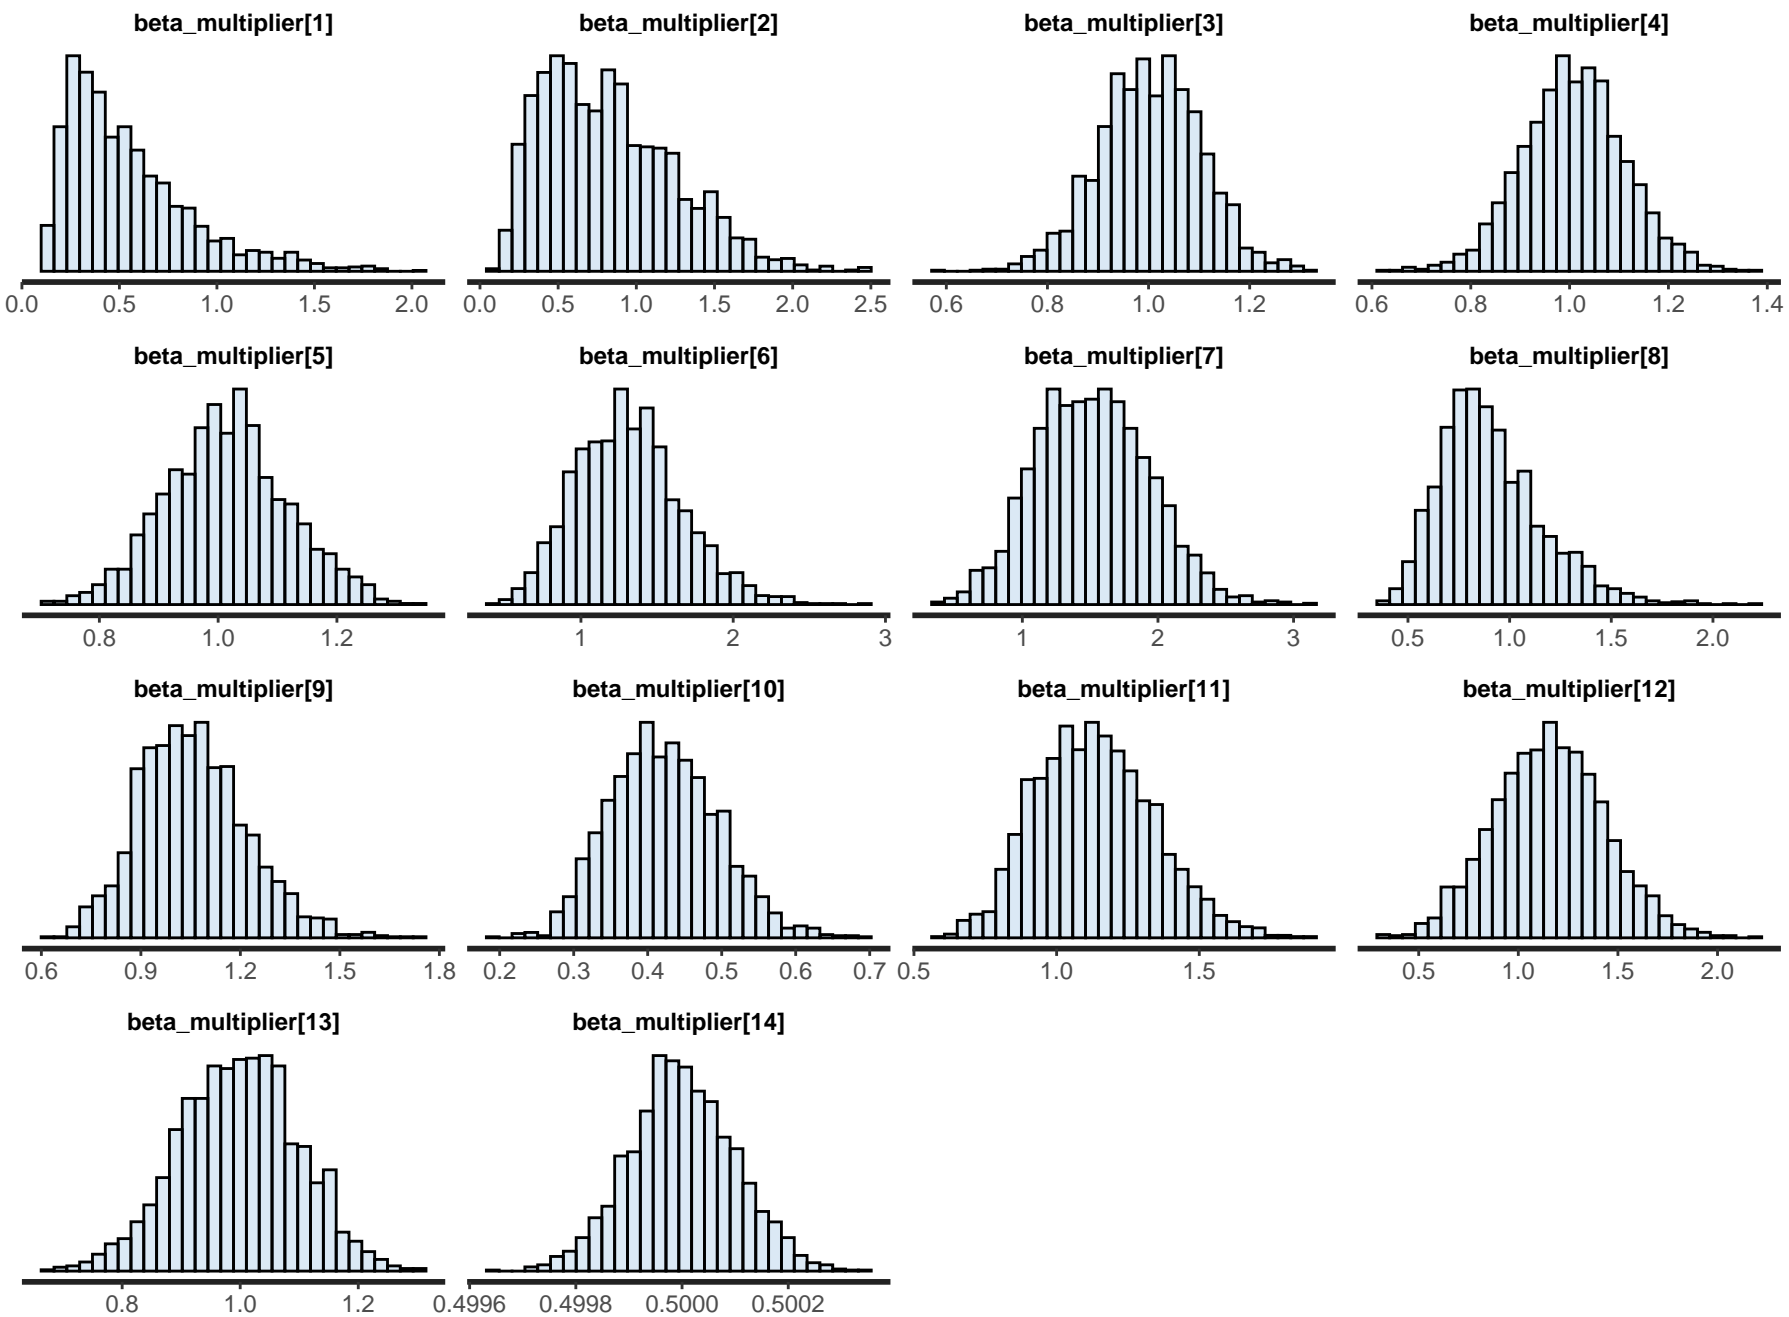 beta_multiplier[1] beta_multiplier[2] beta_multiplier[3] beta_multiplier[4]
0.0 0.5 1.0 1.5 2.0 0.0 0.5 1.0 1.5 2.0 2.5 0.6 0.8 1.0 1.2 0.6 0.8 1.0 1.2 1.4
beta_multiplier[5] beta_multiplier[6] beta_multiplier[7] beta_multiplier[8]
0.8 1.0 1.2 1 2 3 1 2 3 0.5 1.0 1.5 2.0
beta_multiplier[9] beta_multiplier[10] beta_multiplier[11] beta_multiplier[12]
0.6 0.9 1.2 1.5 1.8 0.2 0.3 0.4 0.5 0.6 0.7 0.5 1.0 1.5 0.5 1.0 1.5 2.0
beta_multiplier[13] beta_multiplier[14]
0.8 1.0 1.2 0.4996 0.4998 0.5000 0.5002